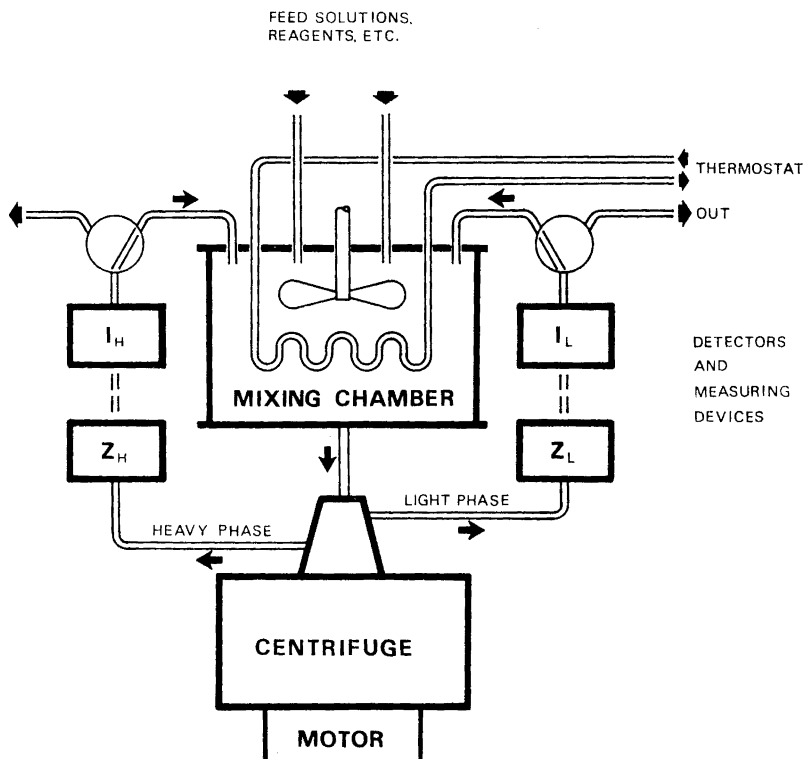 FEED SOLUTIONS,
REAGENTS, ETC.
THERMOSTAT
OUT
I H
I L
DETECTORS
AND
MEASURING
DEVICES
MIXING CHAMBER
Z H
Z L
LIGHT PHASE
HEAVY PHASE
CENTRIFUGE
MOTOR